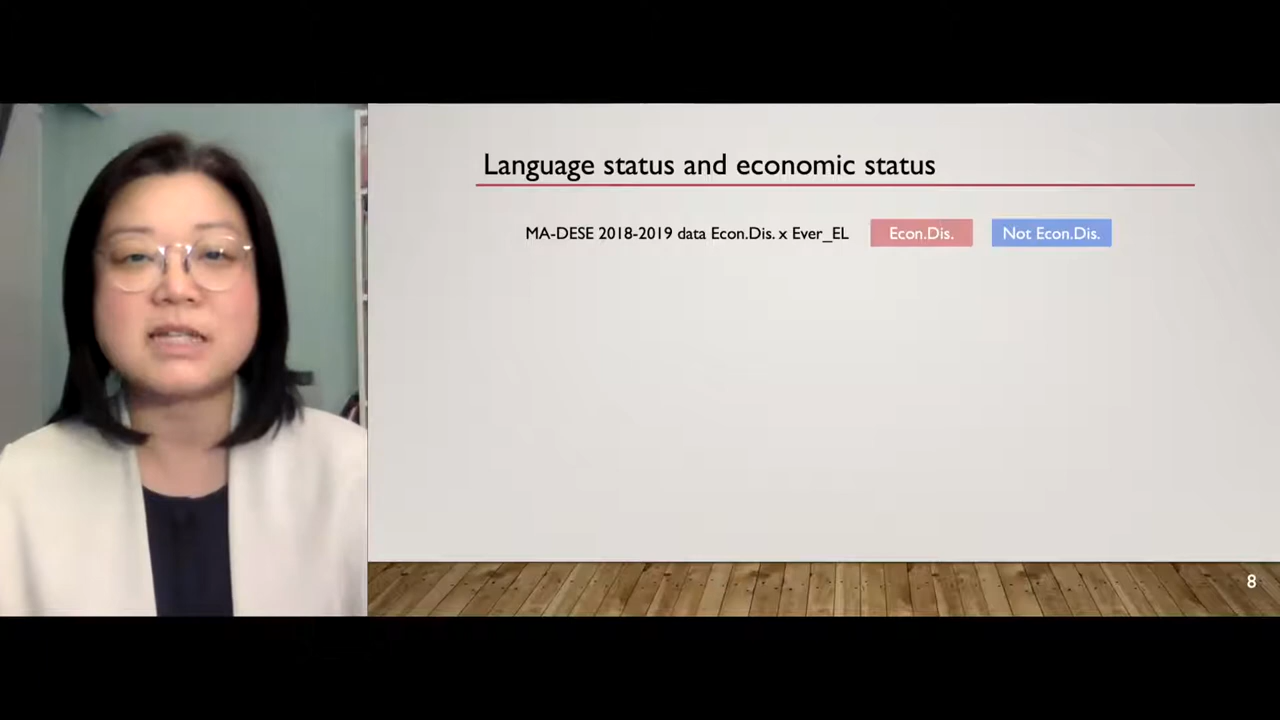 Language status and economic status
MA-DESE 2018-2019 data Econ.Dis. x Ever_EL Econ.Dis. Not Econ.Dis.
8